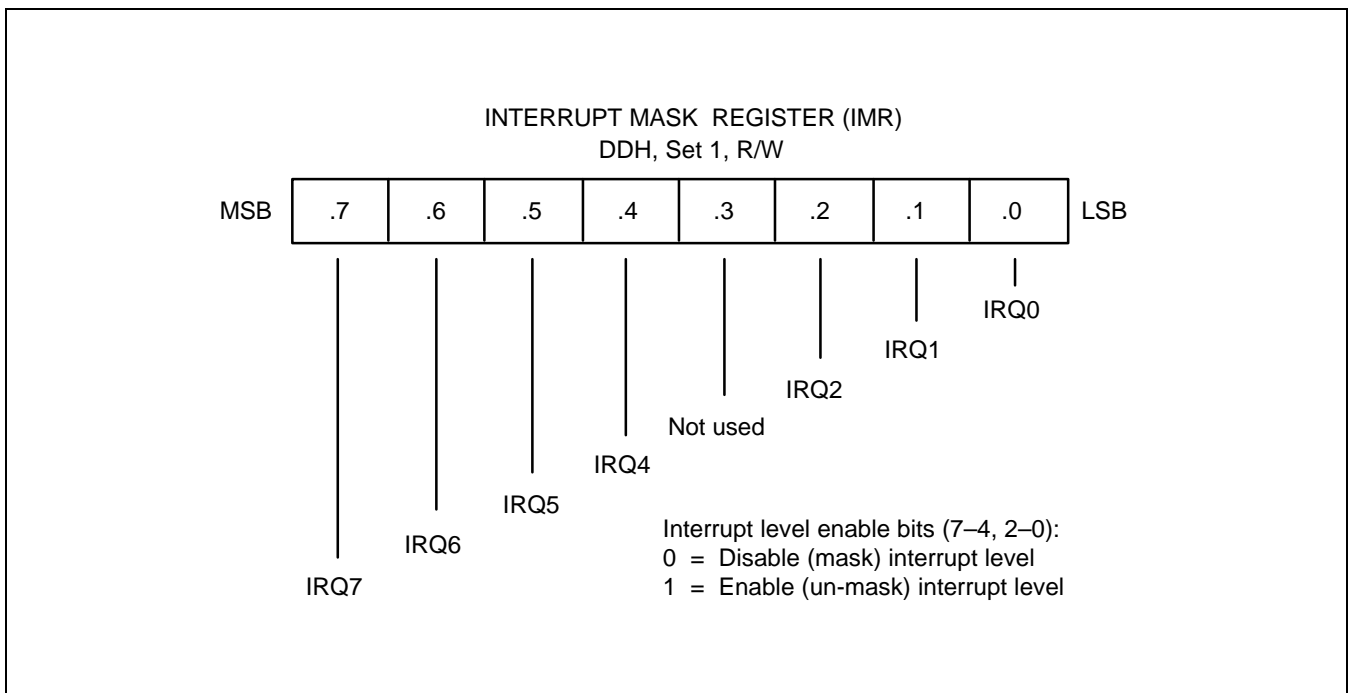 INTERRUPT MASK  REGISTER (IMR)
DDH, Set 1, R/W
MSB .7 .6 .5 .4 .3 .2 .1 .0 LSB
IRQ0
IRQ1
IRQ2
Not used
IRQ4
IRQ5
IRQ6
IRQ7
Interrupt level enable bits (7–4, 2–0):
0  =  Disable (mask) interrupt level
1  =  Enable (un-mask) interrupt level